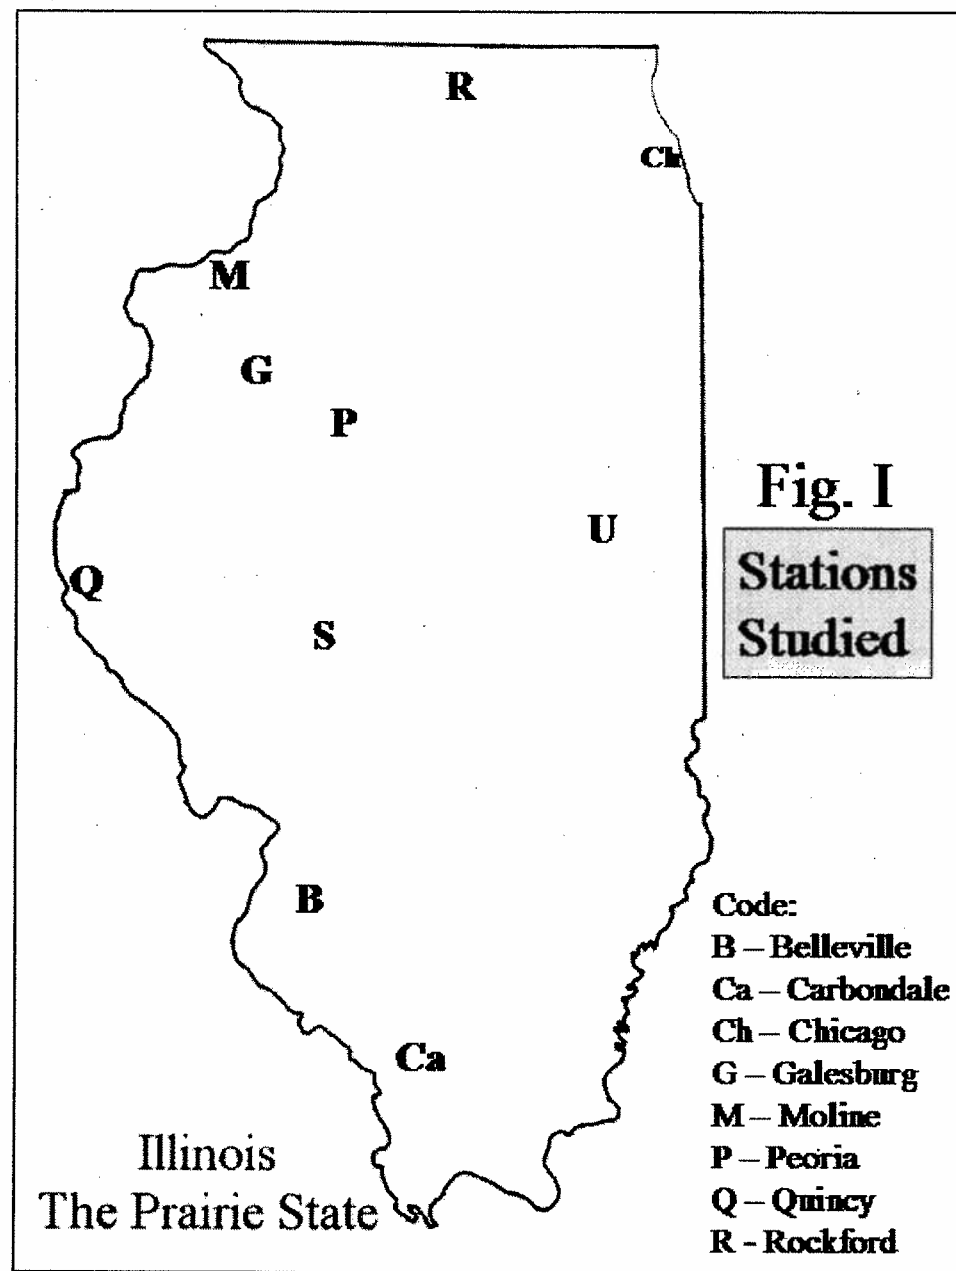 R
Ch
M
G
P
Fig. I
U
Stations
Studied
Q
S
B
Code:
B – Belleville
Ca – Carbondale
Ch – Chicago
G – Galesburg
M – Moline
P – Peoria
Q – Quincy
R - Rockford
Ca
Illinois
The Prairie State